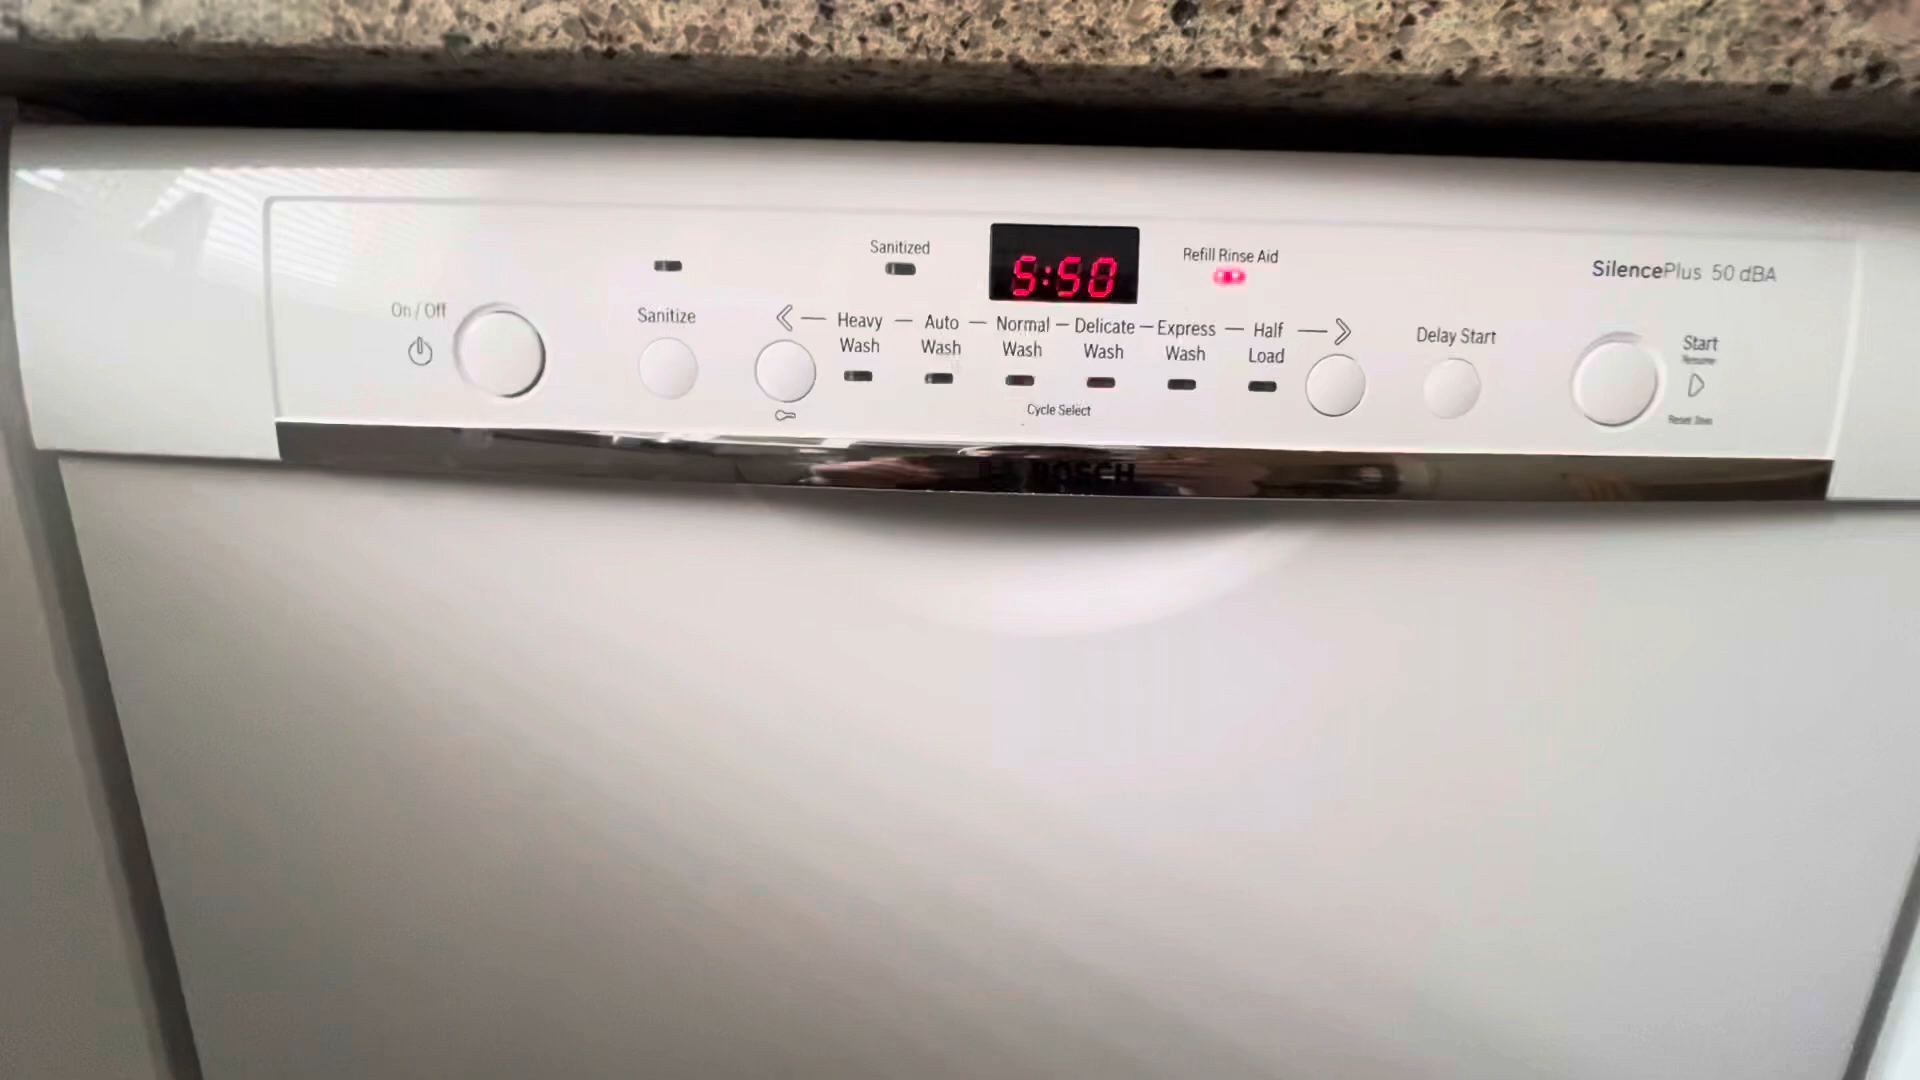 Sanitized
5:50
Refill Rinse Aid
SilencePlus 50 dBA
On / Off
Sanitize
Heavy Wash
Auto Wash
Normal Wash
Delicate Wash
Express Wash
Half Load
Delay Start
Start
Resume
Cycle Select
BOSCH